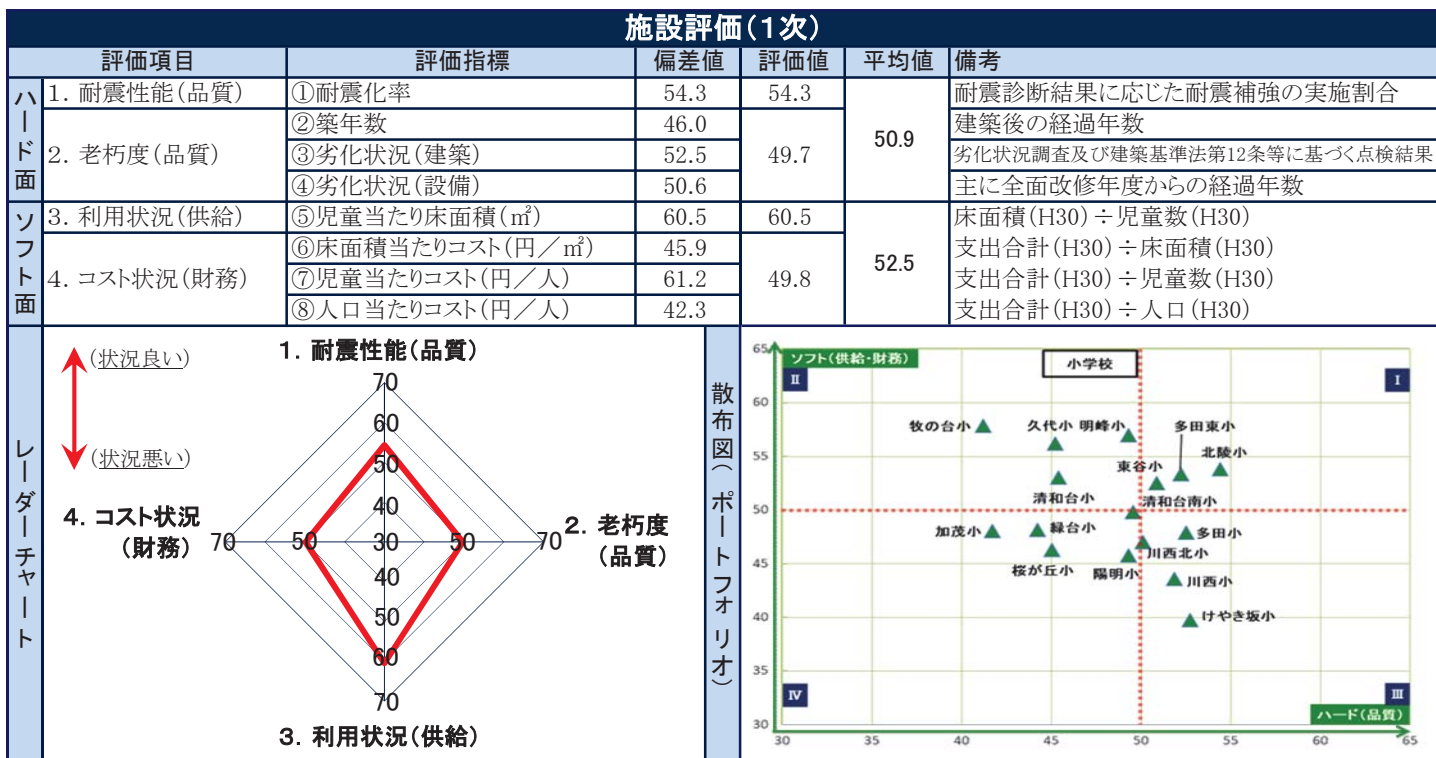 施設評価(1次)
評価項目 評価指標 偏差値 評価値 平均値 備考
ハード面
1. 耐震性能(品質) ①耐震化率 54.3 54.3 50.9 耐震診断結果に応じた耐震補強の実施割合
2. 老朽度(品質) ②築年数 46.0 49.7 建築後の経過年数
③劣化状況(建築) 52.5 劣化状況調査及び建築基準法第12条等に基づく点検結果
④劣化状況(設備) 50.6 主に全面改修年度からの経過年数
ソフト面
3. 利用状況(供給) ⑤児童当たり床面積(㎡) 60.5 60.5 52.5 床面積(H30)÷児童数(H30)
4. コスト状況(財務) ⑥床面積当たりコスト(円/㎡) 45.9 49.8 支出合計(H30)÷床面積(H30)
⑦児童当たりコスト(円/人) 61.2 支出合計(H30)÷児童数(H30)
⑧人口当たりコスト(円/人) 42.3 支出合計(H30)÷人口(H30)
レーダーチャート
(状況良い)
(状況悪い)
1. 耐震性能(品質)
70
60
50
40
4. コスト状況
(財務)
70 50 30 50 70
2. 老朽度
(品質)
40
50
60
70
3. 利用状況(供給)
散布図(ポートフォリオ)
65
ソフト(供給・財務)
小学校
II
I
60
牧の台小
久代小
明峰小
多田東小
北陵小
55
東谷小
清和台小
清和台南小
50
加茂小
緑台小
多田小
川西北小
桜が丘小
陽明小
45
川西小
40
けやき坂小
35
IV
III
ハード(品質)
30
30 35 40 45 50 55 60 65